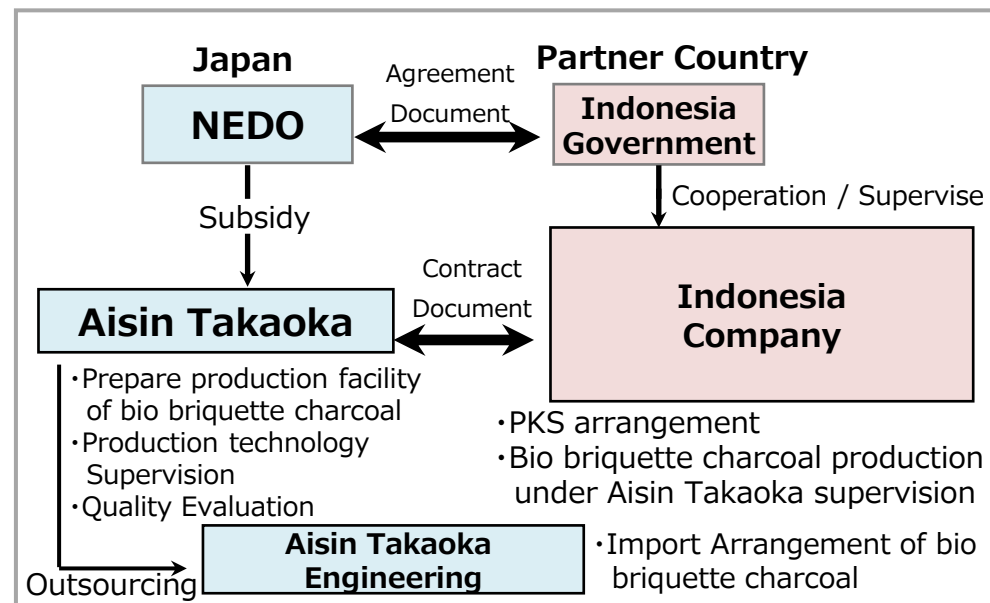 Japan
Partner Country
Agreement
Document
NEDO
Indonesia
Government
Subsidy
Cooperation / Supervise
Contract
Document
Aisin Takaoka
Indonesia
Company
・Prepare production facility
of bio briquette charcoal
・Production technology
Supervision
・Quality Evaluation
・PKS arrangement
・Bio briquette charcoal production
under Aisin Takaoka supervision
Outsourcing
Aisin Takaoka
Engineering
・Import Arrangement of bio
briquette charcoal